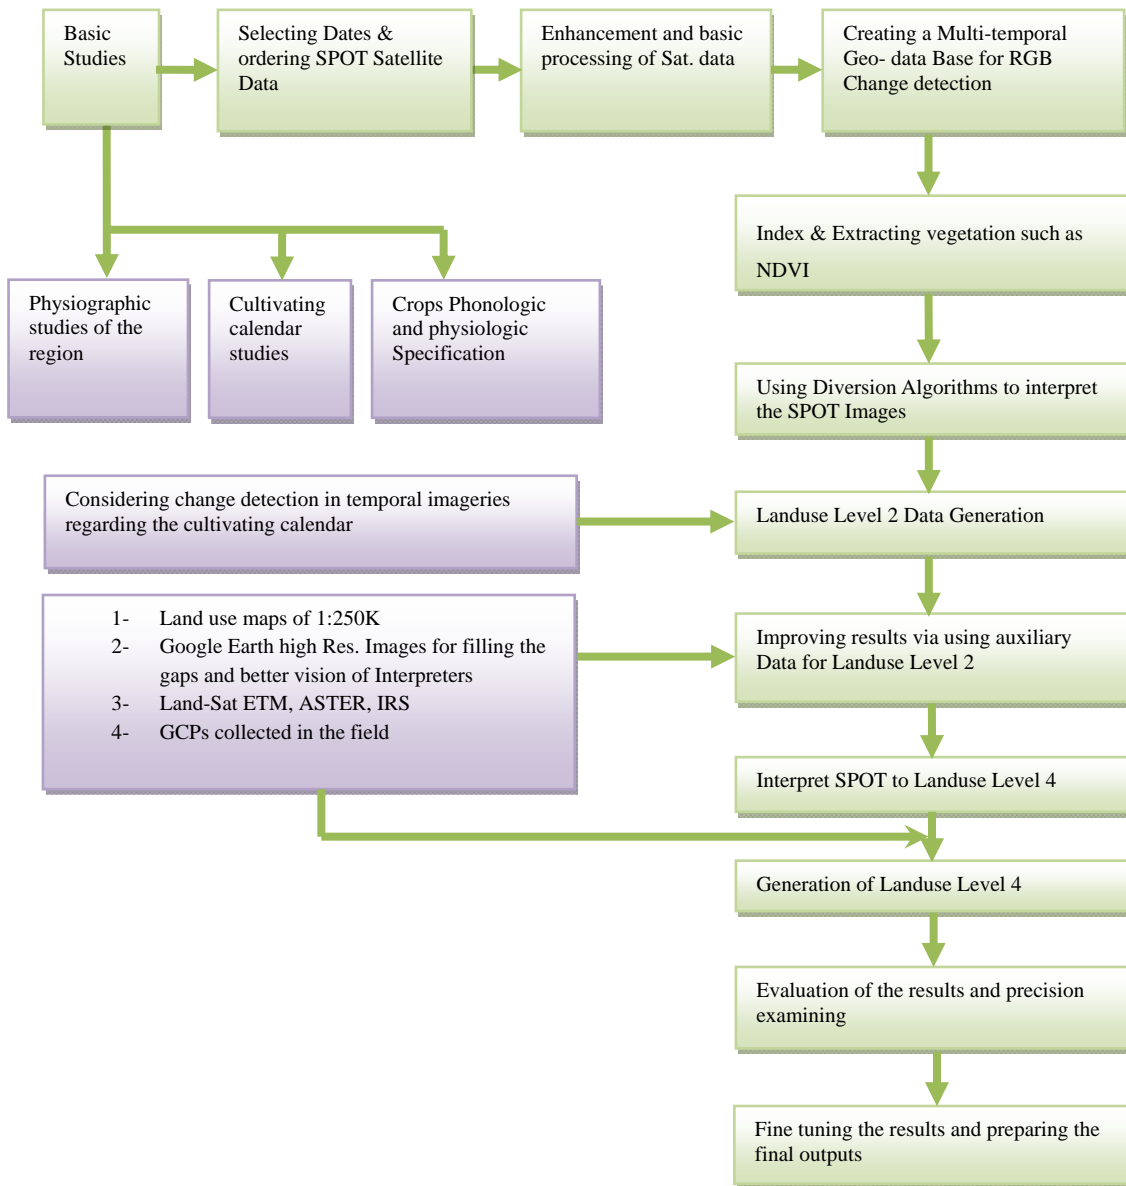 Basic
Studies
Selecting Dates &
ordering SPOT Satellite
Data
Enhancement and basic
processing of Sat. data
Creating a Multi-temporal
Geo- data Base for RGB
Change detection
Index & Extracting vegetation such as
NDVI
Physiographic
studies of the
region
Cultivating
calendar
studies
Crops Phonologic
and physiologic
Specification
Using Diversion Algorithms to interpret
the SPOT Images
Considering change detection in temporal imageries
regarding the cultivating calendar
Landuse Level 2 Data Generation
1- Land use maps of 1:250K
2- Google Earth high Res. Images for filling the
gaps and better vision of Interpreters
3- Land-Sat ETM, ASTER, IRS
4- GCPs collected in the field
Improving results via using auxiliary
Data for Landuse Level 2
Interpret SPOT to Landuse Level 4
Generation of Landuse Level 4
Evaluation of the results and precision
examining
Fine tuning the results and preparing the
final outputs